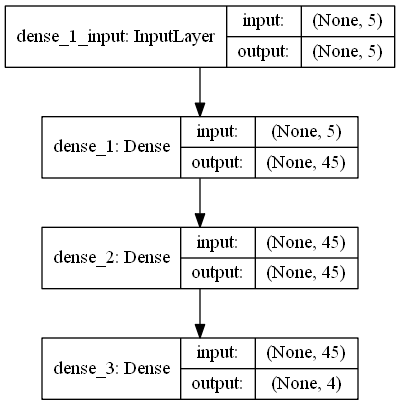 dense_1_input: InputLayer input: (None, 5)
output: (None, 5)
dense_1: Dense input: (None, 5)
output: (None, 45)
dense_2: Dense input: (None, 45)
output: (None, 45)
dense_3: Dense input: (None, 45)
output: (None, 4)